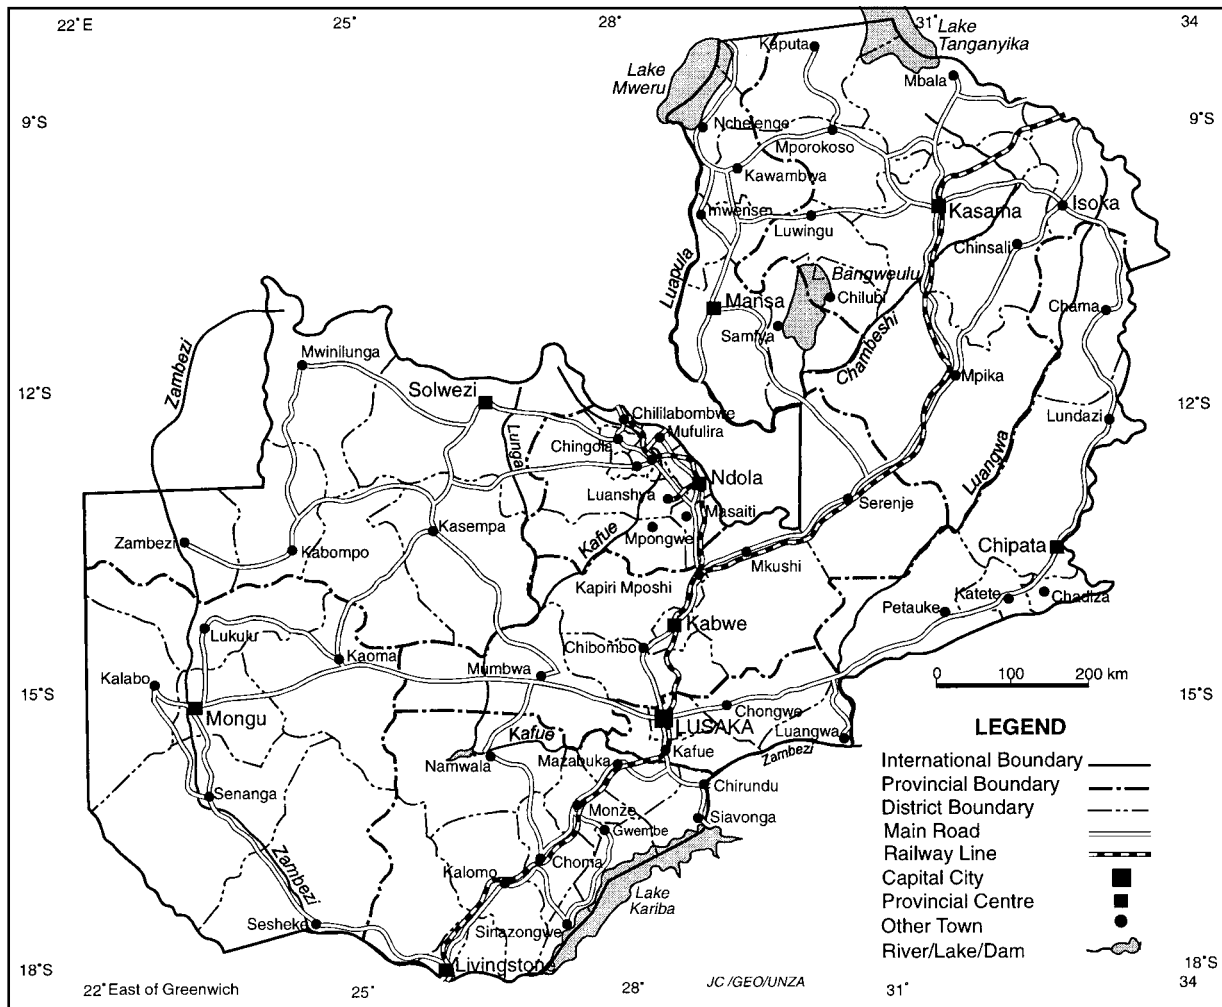 22˚E
25˚
28˚
31˚
34
Lake
Tanganyika
Kaputa
Lake
Mweru
Mbala
9˚S
9˚S
Nchelenge
Mporokoso
Kawambwa
mwense
Luwingu
Kasama
Isoka
Chinsali
Luapula
L. Bangweulu
Mansa
Chilubi
Chama
Samfya
Chambeshi
Zambezi
Mwinilunga
Mpika
Solwezi
12˚S
12˚S
Chililabombwe
Lundazi
Mufulira
Lunga
Chingola
Luangwa
Ndola
Luanshya
Serenje
Masaiti
Kasempa
Mpongwe
Zambezi
Kabompo
Kafue
Chipata
Mkushi
Kapiri Mposhi
Katete
Chadiza
Petauke
Lukulu
Kabwe
Kaoma
Chibombo
Mumbwa
Kalabo
0 100 200 km
15˚S
15˚S
Mongu
Chongwe
LUSAKA
LEGEND
Luangwa
Kafue
Kafue
Zambezi
Namwala
Mazabuka
International Boundary
Chirundu
Provincial Boundary
Senanga
Monze
Siavonga
District Boundary
Gwembe
Main Road
Choma
Railway Line
Zambezi
Kalomo
Capital City
Lake
Kariba
Provincial Centre
Sesheke
Sinazongwe
Other Town
River/Lake/Dam
Livingstone
18˚S
18˚S
22˚ East of Greenwich
25˚
28˚
JC/GEO/UNZA
31˚
34